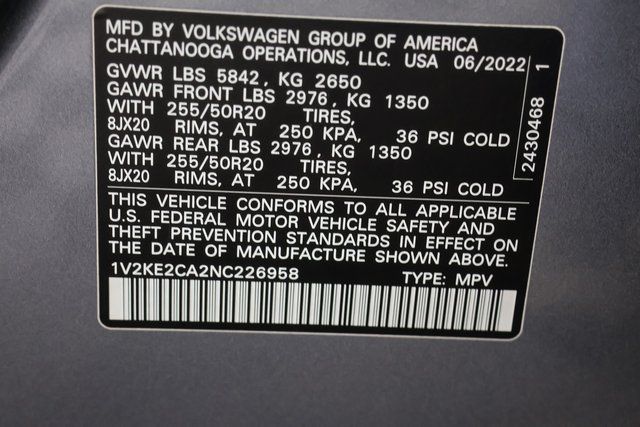 MFD BY VOLKSWAGEN GROUP OF AMERICA
CHATTANOOGA OPERATIONS, LLC. USA 06/2022
GVWR LBS 5842, KG 2650
GAWR FRONT LBS 2976, KG 1350
WITH 255/50R20 TIRES,
8JX20 RIMS, AT 250 KPA, 36 PSI COLD
GAWR REAR LBS 2976, KG 1350
WITH 255/50R20 TIRES,
8JX20 RIMS, AT 250 KPA, 36 PSI COLD
THIS VEHICLE CONFORMS TO ALL APPLICABLE
U.S. FEDERAL MOTOR VEHICLE SAFETY AND
THEFT PREVENTION STANDARDS IN EFFECT ON
THE DATE OF MANUFACTURE SHOWN ABOVE.
1V2KE2CA2NC226958 TYPE: MPV
2430468 1